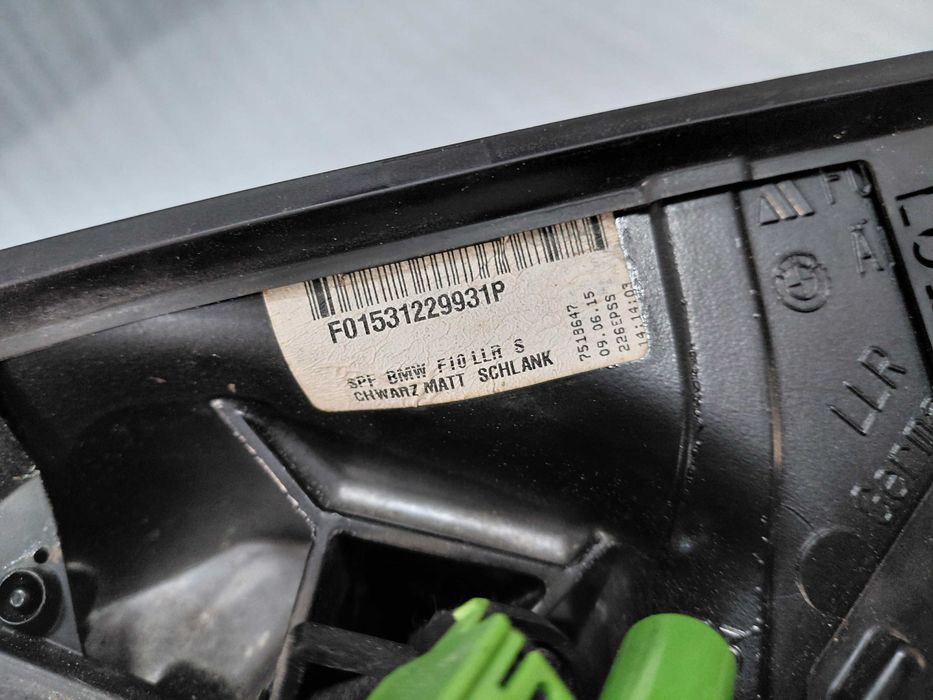 F01531229931P
SPF BMW F10 LLR S
CHWARZ MATT SCHLANK
7518647
09.06.15
226EPSS
14:14:03
A
LLR